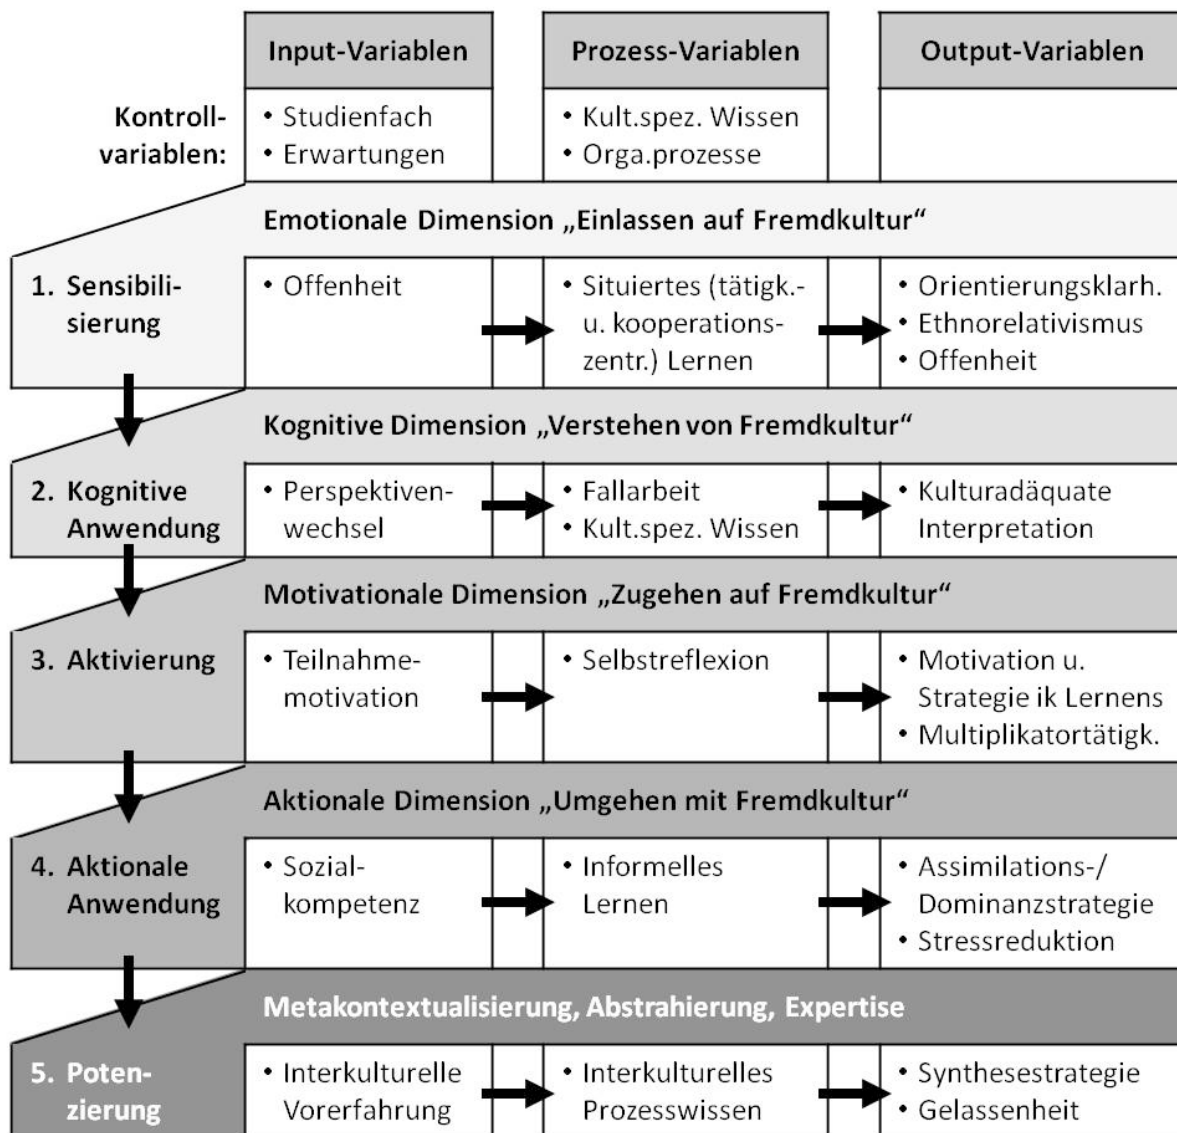 Input-Variablen
Prozess-Variablen
Output-Variablen
Kontroll-
variablen:
• Studienfach
• Erwartungen
• Kult.spez. Wissen
• Orga.prozesse
Emotionale Dimension „Einlassen auf Fremdkultur“
1. Sensibili-
sierung
• Offenheit
• Situiertes (tätigk.-
u. kooperations-
zentr.) Lernen
• Orientierungsklarh.
• Ethnorelativismus
• Offenheit
Kognitive Dimension „Verstehen von Fremdkultur“
2. Kognitive
Anwendung
• Perspektiven-
wechsel
• Fallarbeit
• Kult.spez. Wissen
• Kulturadäquate
Interpretation
Motivationale Dimension „Zugehen auf Fremdkultur“
3. Aktivierung
• Teilnahme-
motivation
• Selbstreflexion
• Motivation u.
Strategie ik Lernens
• Multiplikatortätigk.
Aktionale Dimension „Umgehen mit Fremdkultur“
4. Aktionale
Anwendung
• Sozial-
kompetenz
• Informelles
Lernen
• Assimilations-/
Dominanzstrategie
• Stressreduktion
Metakontextualisierung, Abstrahierung, Expertise
5. Poten-
zierung
• Interkulturelle
Vorerfahrung
• Interkulturelles
Prozesswissen
• Synthesestrategie
• Gelassenheit